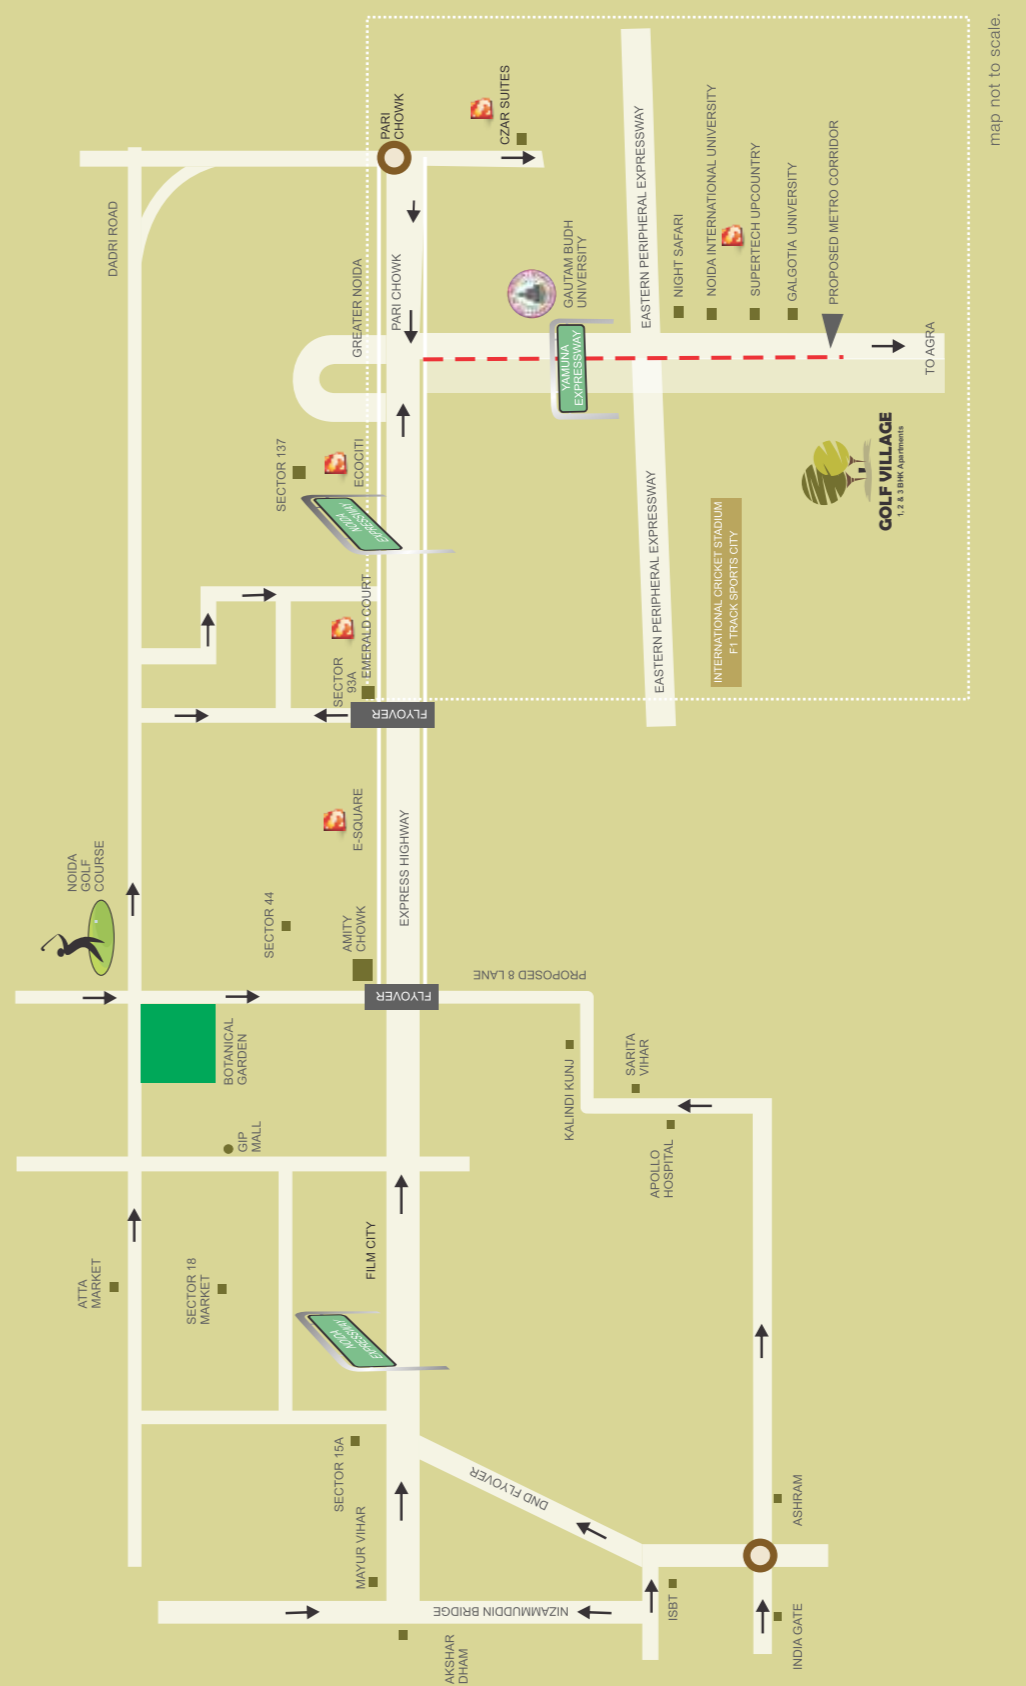 map not to scale.
DADRI ROAD
PARI
CHOWK
CZAR SUITES
GREATER NOIDA
PARI CHOWK
GAUTAM BUDH
UNIVERSITY
EASTERN PERIPHERAL EXPRESSWAY
NIGHT SAFARI
NOIDA INTERNATIONAL UNIVERSITY
SUPERTECH UPCOUNTRY
GALGOTIA UNIVERSITY
PROPOSED METRO CORRIDOR
YAMUNA
EXPRESSWAY
TO AGRA
SECTOR 137
ECOCITI
NOIDA
EXPRESSWAY
EASTERN PERIPHERAL EXPRESSWAY
INTERNATIONAL CRICKET STADIUM
F1 TRACK SPORTS CITY
GOLF VILLAGE
1, 2 & 3 BHK Apartments
SECTOR
93A
EMERALD COURT
FLYOVER
E-SQUARE
EXPRESS HIGHWAY
NOIDA
GOLF
COURSE
SECTOR 44
AMITY
CHOWK
FLYOVER
PROPOSED 8 LANE
BOTANICAL
GARDEN
KALINDI KUNJ
SARITA
VIHAR
GIP
MALL
APOLLO
HOSPITAL
ATTA
MARKET
SECTOR 18
MARKET
FILM CITY
NOIDA
EXPRESSWAY
SECTOR 15A
DND FLYOVER
MAYUR VIHAR
ASHRAM
NIZAMMUDDIN BRIDGE
ISBT
AKSHAR
DHAM
INDIA GATE